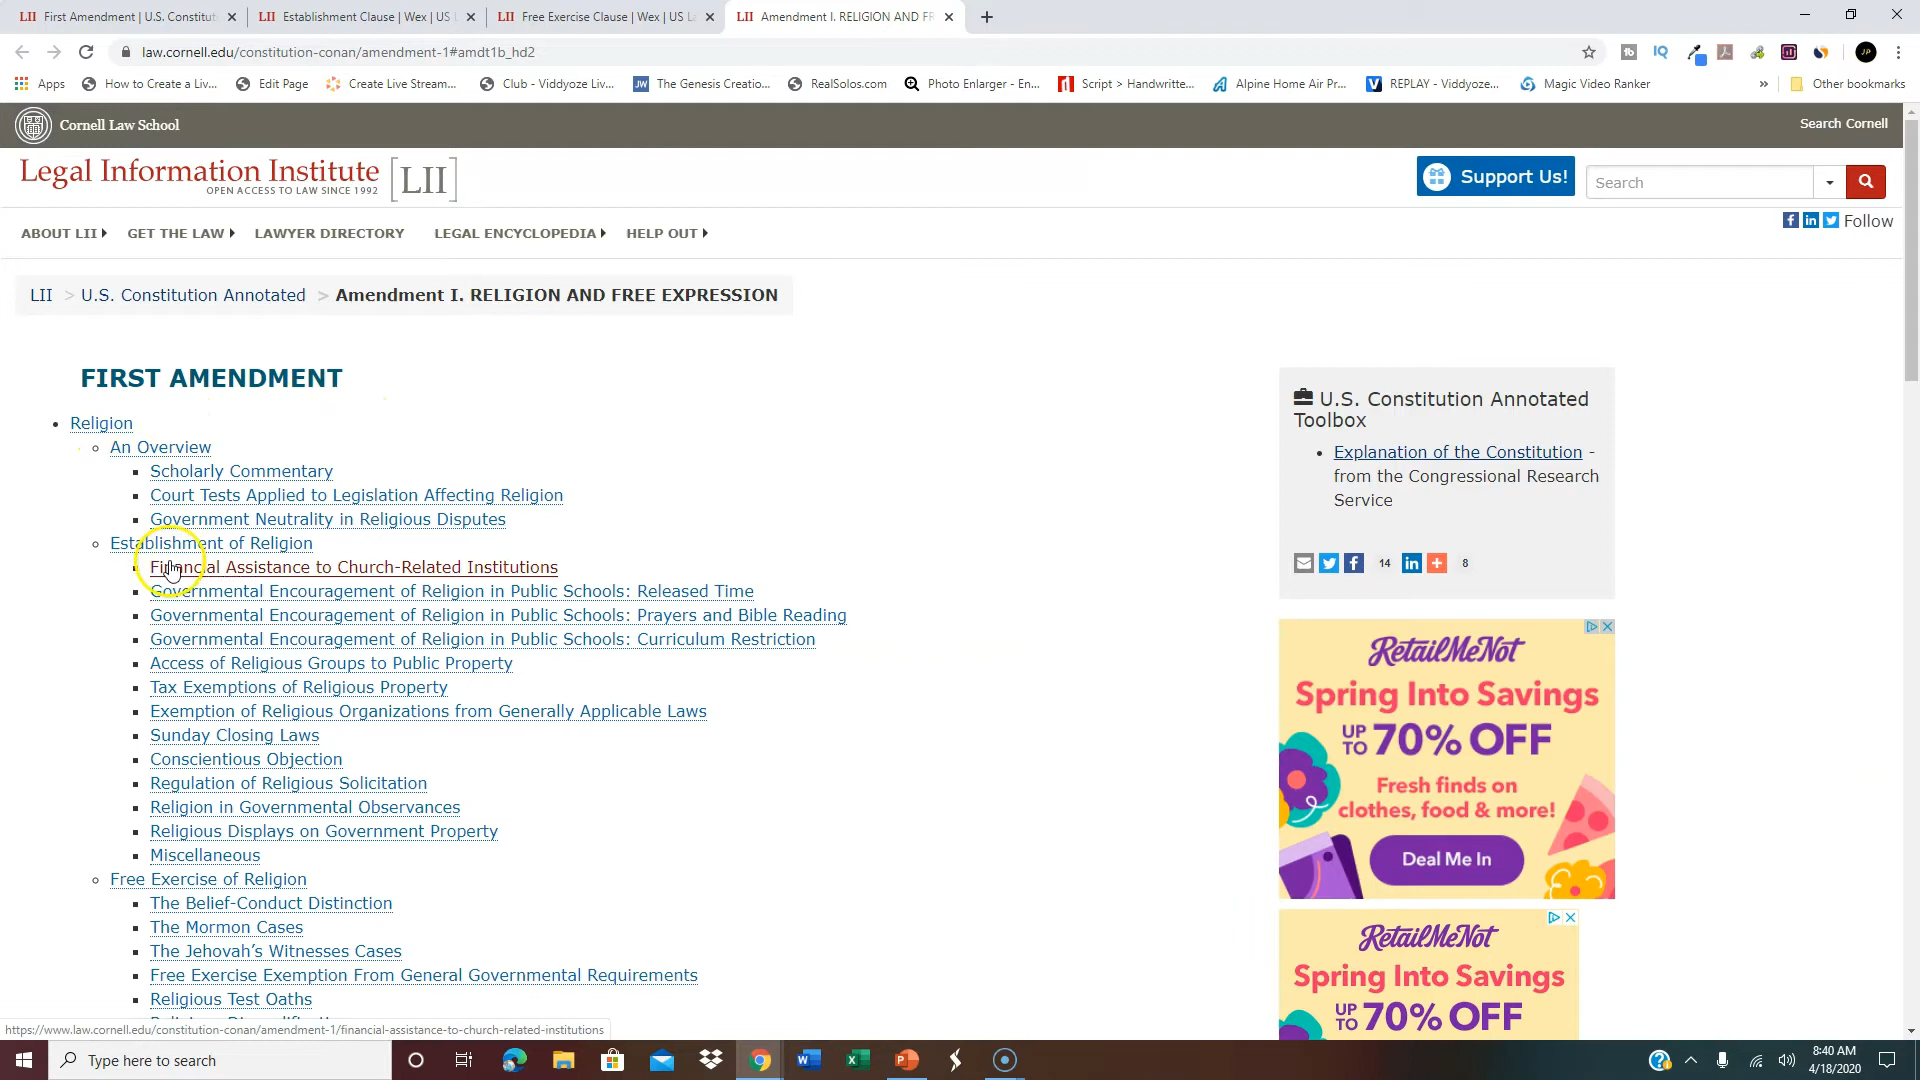 LII First Amendment | U.S. Constitut
LII Establishment Clause | Wex | US L
LII Free Exercise Clause | Wex | US La
LII Amendment I. RELIGION AND FR
law.cornell.edu/constitution-conan/amendment-1#amdt1b_hd2
Apps
How to Create a Liv...
Edit Page
Create Live Stream...
Club - Viddyoze Liv...
JW The Genesis Creatio...
RealSolos.com
Photo Enlarger - En...
Script > Handwritte...
Alpine Home Air Pr...
REPLAY - Viddyoze...
Magic Video Ranker
»
Other bookmarks
Cornell Law School
Search Cornell
Legal Information Institute [LII]
OPEN ACCESS TO LAW SINCE 1992
Support Us!
Search
Follow
ABOUT LII
GET THE LAW
LAWYER DIRECTORY
LEGAL ENCYCLOPEDIA
HELP OUT
LII > U.S. Constitution Annotated > Amendment I. RELIGION AND FREE EXPRESSION
FIRST AMENDMENT
Religion
An Overview
Scholarly Commentary
Court Tests Applied to Legislation Affecting Religion
Government Neutrality in Religious Disputes
Establishment of Religion
Financial Assistance to Church-Related Institutions
Governmental Encouragement of Religion in Public Schools: Released Time
Governmental Encouragement of Religion in Public Schools: Prayers and Bible Reading
Governmental Encouragement of Religion in Public Schools: Curriculum Restriction
Access of Religious Groups to Public Property
Tax Exemptions of Religious Property
Exemption of Religious Organizations from Generally Applicable Laws
Sunday Closing Laws
Conscientious Objection
Regulation of Religious Solicitation
Religion in Governmental Observances
Religious Displays on Government Property
Miscellaneous
Free Exercise of Religion
The Belief-Conduct Distinction
The Mormon Cases
The Jehovah's Witnesses Cases
Free Exercise Exemption From General Governmental Requirements
Religious Test Oaths
U.S. Constitution Annotated
Toolbox
Explanation of the Constitution -
from the Congressional Research
Service
14
8
RetailMeNot
Spring Into Savings
UP TO 70% OFF
Fresh finds on
clothes, food & more!
Deal Me In
RetailMeNot
Spring Into Savings
UP TO 70% OFF
https://www.law.cornell.edu/constitution-conan/amendment-1/financial-assistance-to-church-related-institutions
Type here to search
8:40 AM
4/18/2020